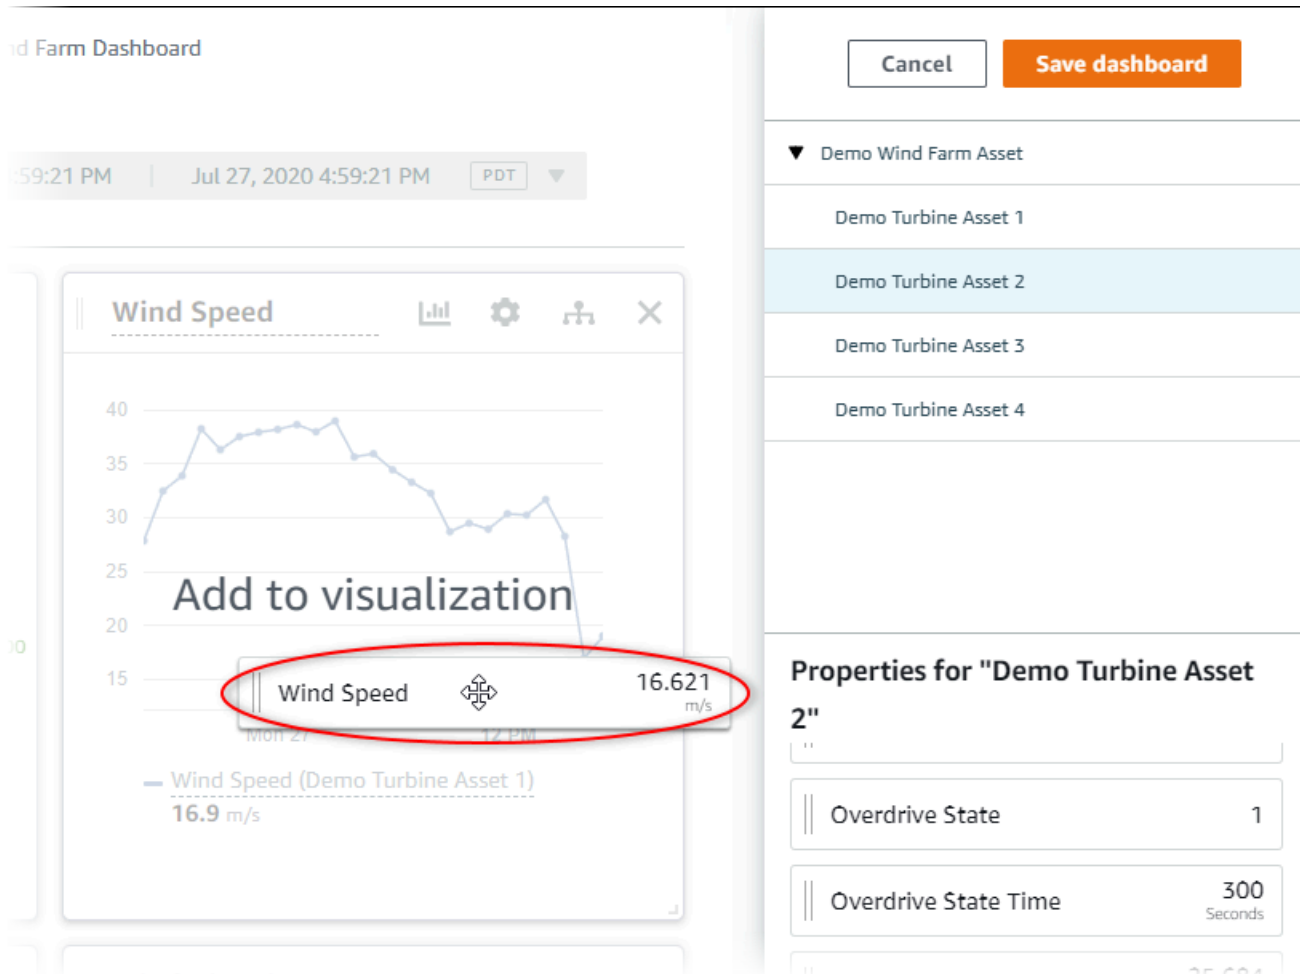 nd Farm Dashboard
Cancel
Save dashboard
:59:21 PM
Jul 27, 2020 4:59:21 PM
PDT
Demo Wind Farm Asset
Demo Turbine Asset 1
Demo Turbine Asset 2
Demo Turbine Asset 3
Demo Turbine Asset 4
Wind Speed
40
35
30
25
20
15
Add to visualization
Wind Speed
16.621
m/s
Mon 27
12 PM
Wind Speed (Demo Turbine Asset 1)
16.9 m/s
Properties for "Demo Turbine Asset
2"
Overdrive State
1
Overdrive State Time
300
Seconds